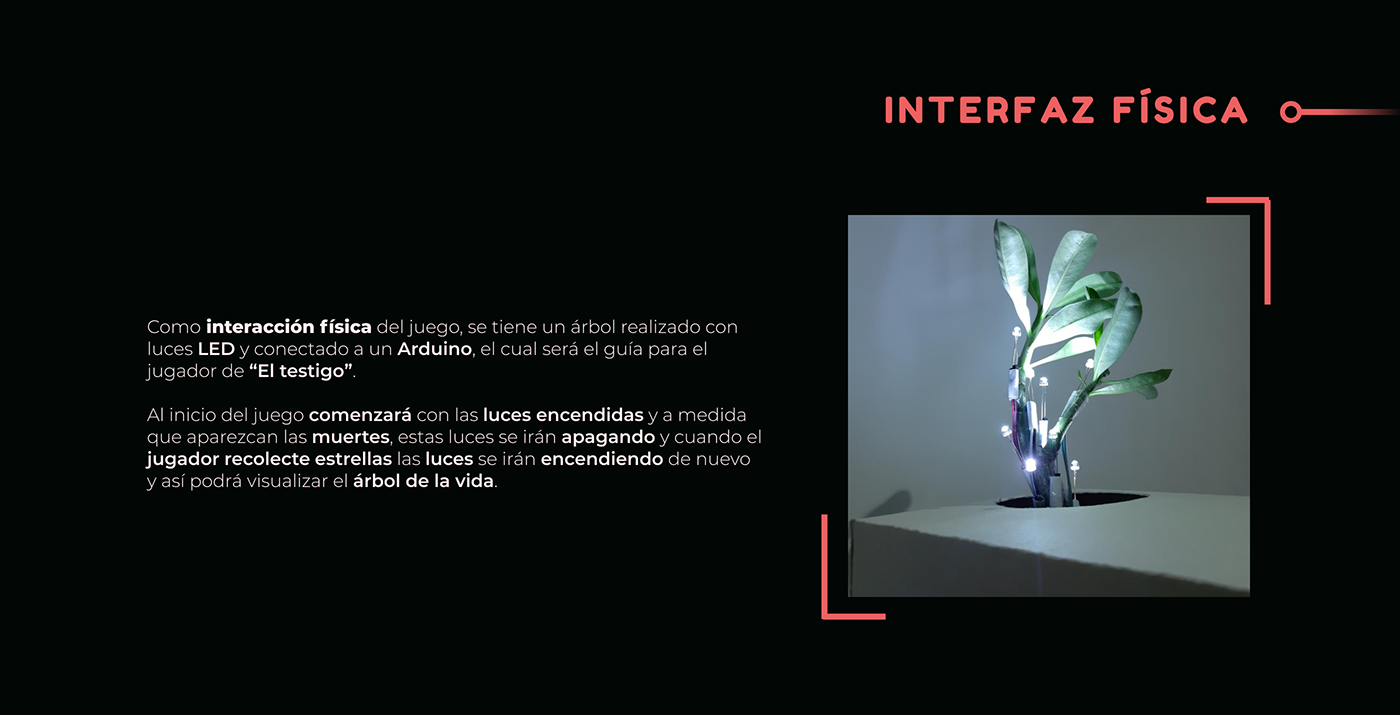 INTERFAZ FÍSICA
Como interacción física del juego, se tiene un árbol realizado con
luces LED y conectado a un Arduino, el cual será el guía para el
jugador de “El testigo”.
Al inicio del juego comenzará con las luces encendidas y a medida
que aparezcan las muertes, estas luces se irán apagando y cuando el
jugador recolecte estrellas las luces se irán encendiendo de nuevo
y así podrá visualizar el árbol de la vida.